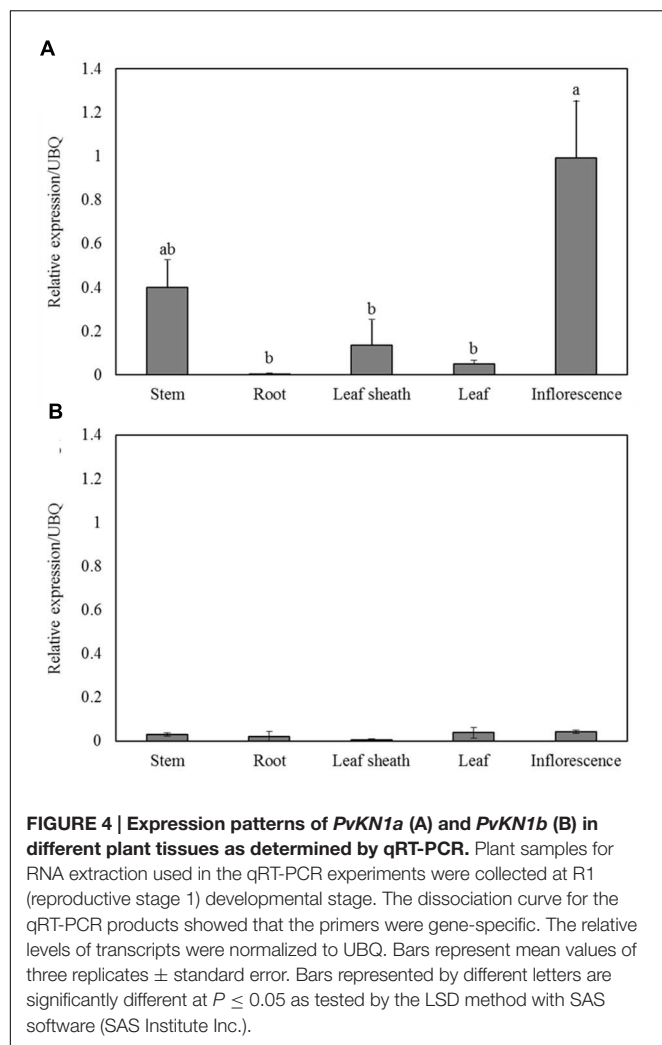 A
1.4
1.2
1
0.8
0.6
0.4
0.2
0
Relative expression/UBQ
ab
b
b
b
a
Stem Root Leaf sheath Leaf Inflorescence
B
1.4
1.2
1
0.8
0.6
0.4
0.2
0
Relative expression/UBQ
Stem Root Leaf sheath Leaf Inflorescence
FIGURE 4 | Expression patterns of PvKN1a (A) and PvKN1b (B) in
different plant tissues as determined by qRT-PCR. Plant samples for
RNA extraction used in the qRT-PCR experiments were collected at R1
(reproductive stage 1) developmental stage. The dissociation curve for the
qRT-PCR products showed that the primers were gene-specific. The relative
levels of transcripts were normalized to UBQ. Bars represent mean values of
three replicates ± standard error. Bars represented by different letters are
significantly different at P ≤ 0.05 as tested by the LSD method with SAS
software (SAS Institute Inc.).